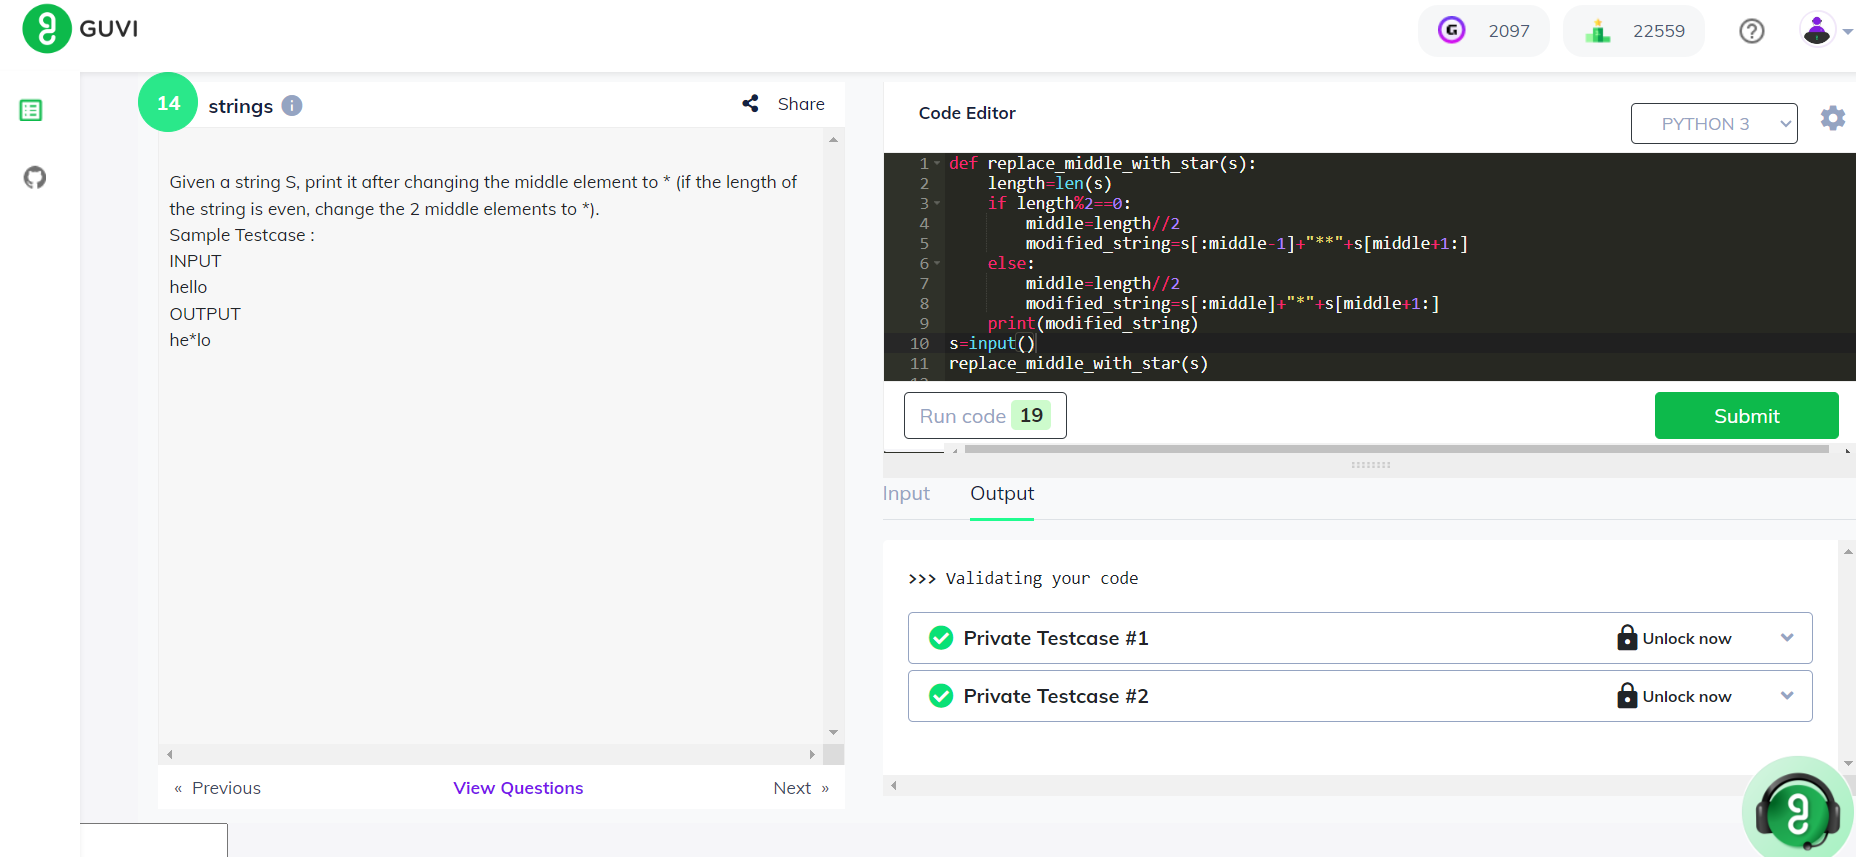 GUVI
2097
22559
14
strings
Share
Given a string S, print it after changing the middle element to * (if the length of
the string is even, change the 2 middle elements to *).
Sample Testcase :
INPUT
hello
OUTPUT
he*lo
« Previous
View Questions
Next »
Code Editor
PYTHON 3
1 def replace_middle_with_star(s):
2 length=len(s)
3 if length%2==0:
4 middle=length//2
5 modified_string=s[:middle-1]+"**"+s[middle+1:]
6 else:
7 middle=length//2
8 modified_string=s[:middle]+"*"+s[middle+1:]
9 print(modified_string)
10 s=input()
11 replace_middle_with_star(s)
Run code 19
Submit
Input
Output
>>> Validating your code
Private Testcase #1
Unlock now
Private Testcase #2
Unlock now